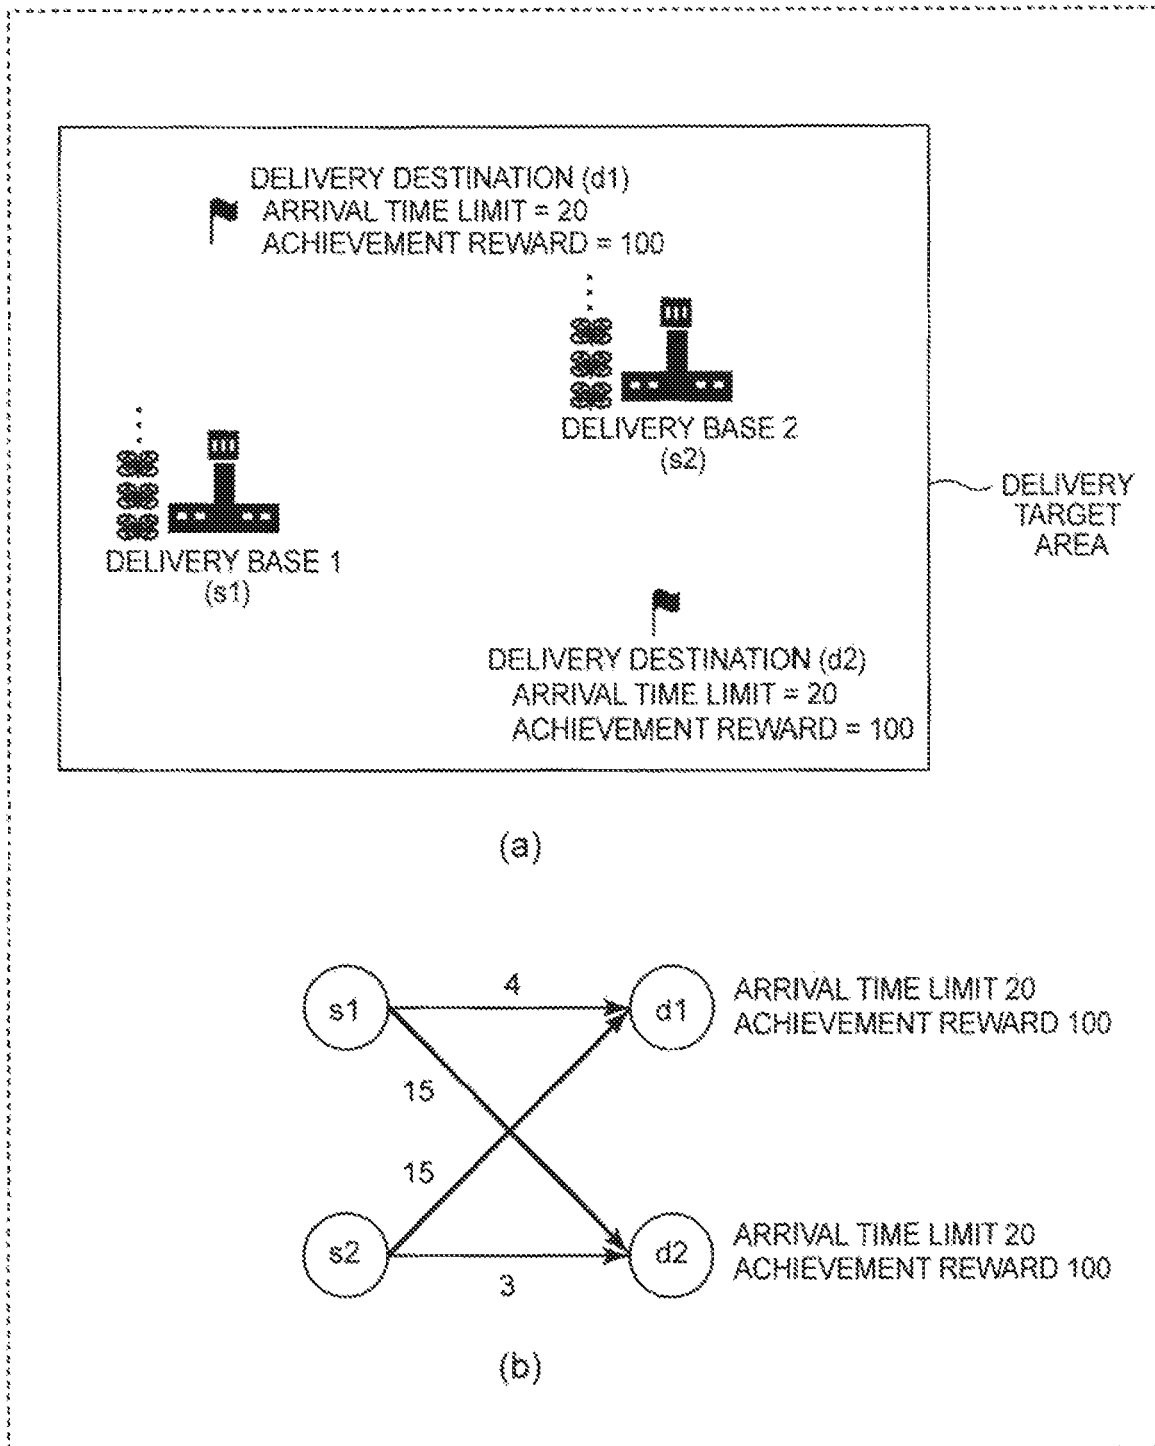 DELIVERY DESTINATION (d1)
ARRIVAL TIME LIMIT = 20
ACHIEVEMENT REWARD = 100
DELIVERY BASE 2
(s2)
DELIVERY
TARGET
AREA
DELIVERY BASE 1
(s1)
DELIVERY DESTINATION (d2)
ARRIVAL TIME LIMIT = 20
ACHIEVEMENT REWARD = 100
(a)
s1
4
d1
ARRIVAL TIME LIMIT 20
ACHIEVEMENT REWARD 100
15
15
s2
3
d2
ARRIVAL TIME LIMIT 20
ACHIEVEMENT REWARD 100
(b)